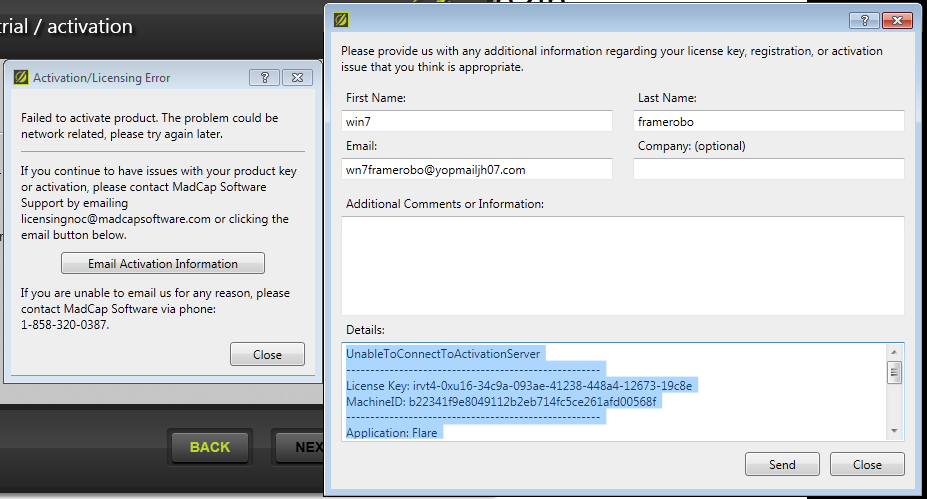 trial / activation
Activation/Licensing Error
Failed to activate product. The problem could be
network related, please try again later.
If you continue to have issues with your product key
or activation, please contact MadCap Software
Support by emailing
licensingnoc@madcapsoftware.com or clicking the
email button below.
Email Activation Information
If you are unable to email us for any reason, please
contact MadCap Software via phone:
1-858-320-0387.
Close
BACK
NEX
Please provide us with any additional information regarding your license key, registration, or activation
issue that you think is appropriate.
First Name:
Last Name:
win7
framerobo
Email:
Company: (optional)
wn7framerobo@yopmailjh07.com
Additional Comments or Information:
Details:
UnableToConnectToActivationServer
----------------------------------------------------
License Key: irvt4-0xu16-34c9a-093ae-41238-448a4-12673-19c8e
MachineID: b22341f9e8049112b2eb714fc5ce261afd00568f
----------------------------------------------------
Application: Flare
Send
Close